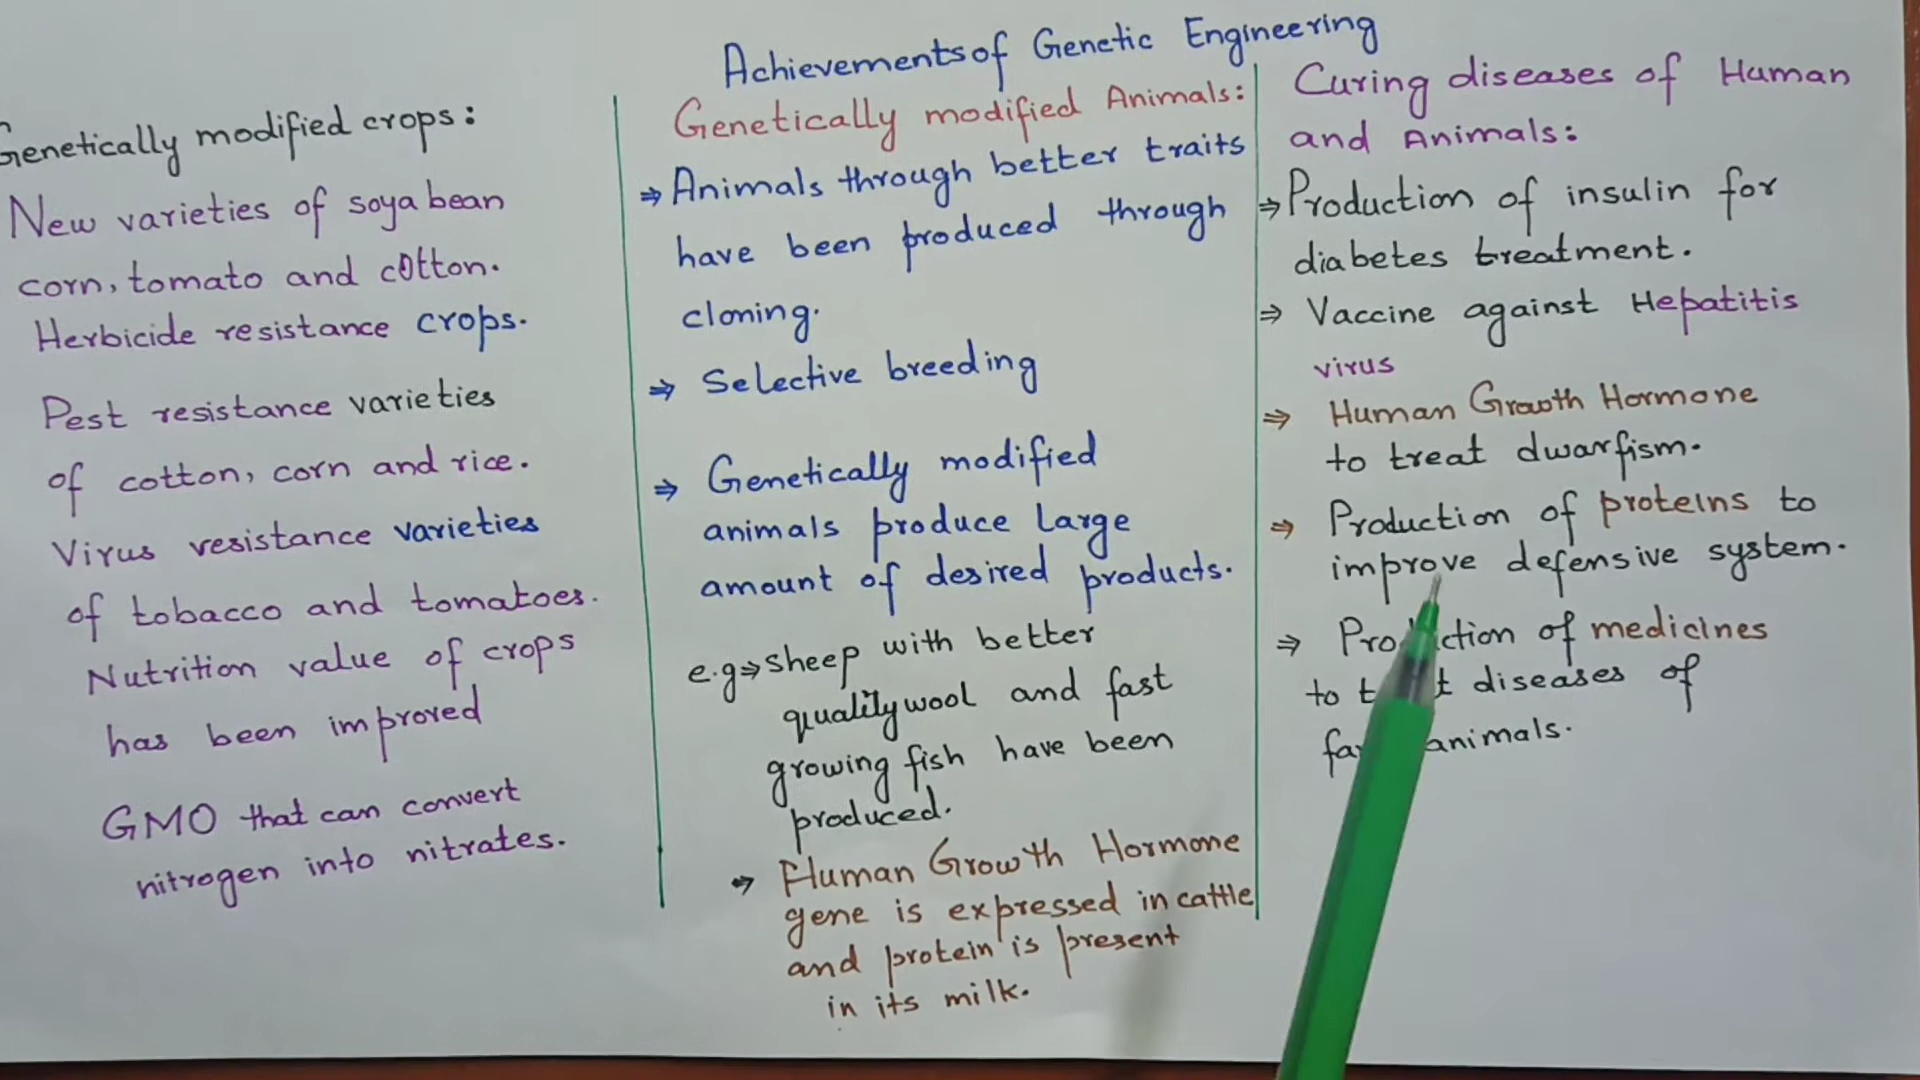 Achievements of Genetic Engineering
Genetically modified crops:
New varieties of soya bean
corn, tomato and cotton.
Herbicide resistance crops.
Pest resistance varieties
of cotton, corn and rice.
Virus resistance varieties
of tobacco and tomatoes.
Nutrition value of crops
has been improved
GMO that can convert
nitrogen into nitrates.
Genetically modified Animals:
⇒ Animals through better traits
have been produced through
cloning.
⇒ Selective breeding
⇒ Genetically modified
animals produce large
amount of desired products.
e.g⇒ sheep with better
quality wool and fast
growing fish have been
produced.
⇒ Human Growth Hormone
gene is expressed in cattle
and protein is present
in its milk.
Curing diseases of Human
and Animals:
⇒ Production of insulin for
diabetes treatment.
⇒ Vaccine against Hepatitis
virus
⇒ Human Growth Hormone
to treat dwarfism.
⇒ Production of proteins to
improve defensive system.
⇒ Production of medicines
to diseases of
animals.